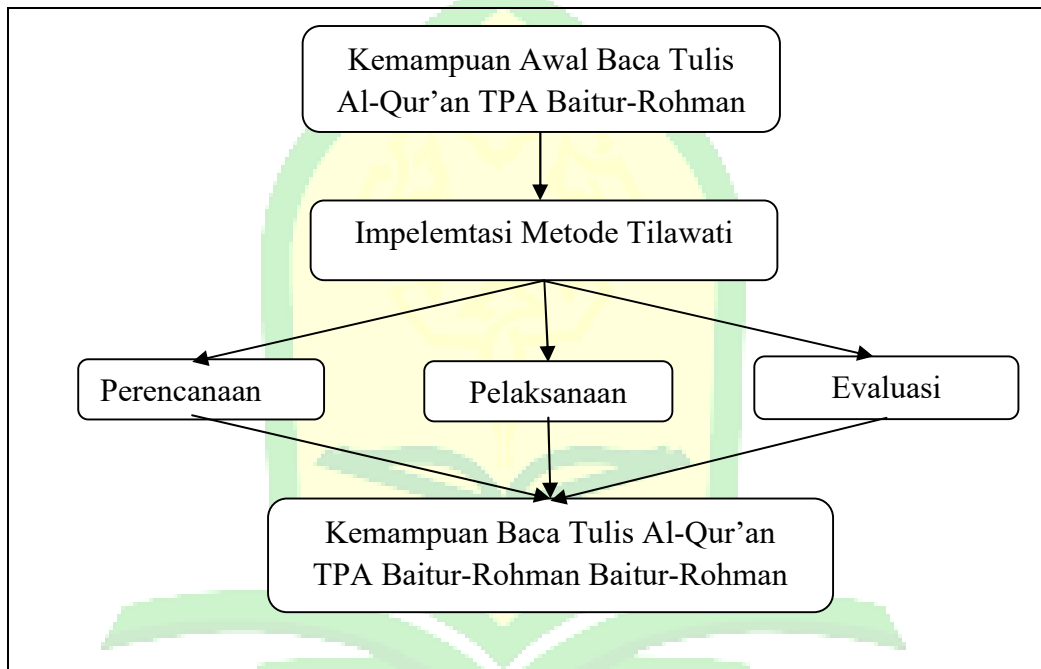 Kemampuan Awal Baca Tulis
Al-Qur’an TPA Baitur-Rohman
Impelemtasi Metode Tilawati
Perencanaan
Pelaksanaan
Evaluasi
Kemampuan Baca Tulis Al-Qur’an
TPA Baitur-Rohman Baitur-Rohman